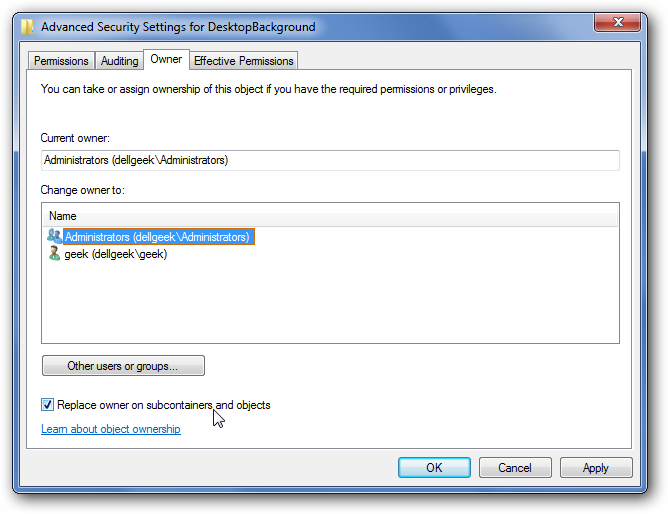 Advanced Security Settings for DesktopBackground
Permissions Auditing Owner Effective Permissions
You can take or assign ownership of this object if you have the required permissions or privileges.
Current owner:
Administrators (dellgeek\Administrators)
Change owner to:
Name
Administrators (dellgeek\Administrators)
geek (dellgeek\geek)
Other users or groups...
Replace owner on subcontainers and objects
Learn about object ownership
OK Cancel Apply